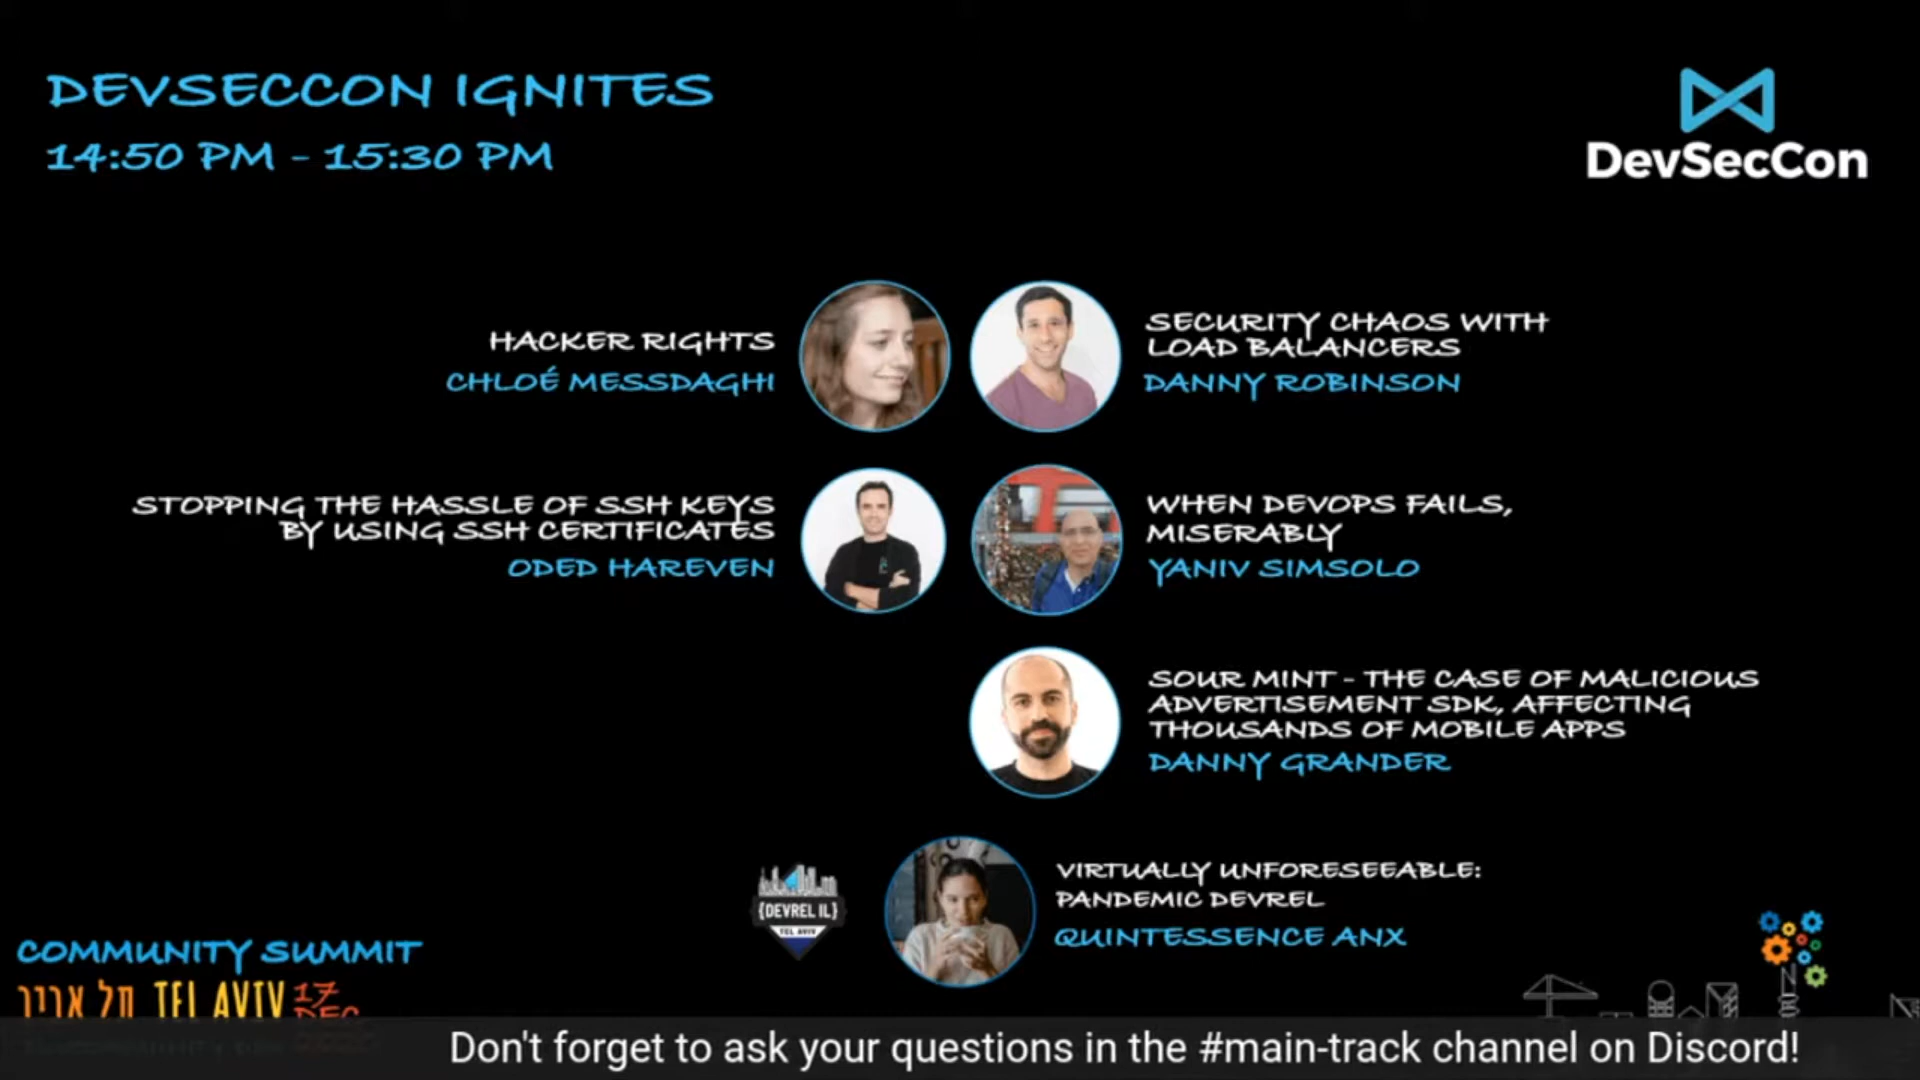 DEVSECCON IGNITES
14:50 PM - 15:30 PM
DevSecCon
HACKER RIGHTS
CHLOÉ MESSDAGHI
SECURITY CHAOS WITH
LOAD BALANCERS
DANNY ROBINSON
STOPPING THE HASSLE OF SSH KEYS
BY USING SSH CERTIFICATES
ODED HAREVEN
WHEN DEVOPS FAILS,
MISERABLY
YANIV SIMSOLO
SOUR MINT - THE CASE OF MALICIOUS
ADVERTISEMENT SDK, AFFECTING
THOUSANDS OF MOBILE APPS
DANNY GRANDER
{DEVREL IL}
TEL AVIV
VIRTUALLY UNFORESEEABLE:
PANDEMIC DEVREL
QUINTESSENCE ANX
COMMUNITY SUMMIT
תל אביב TEL AVIV 17
DEC
Don't forget to ask your questions in the #main-track channel on Discord!